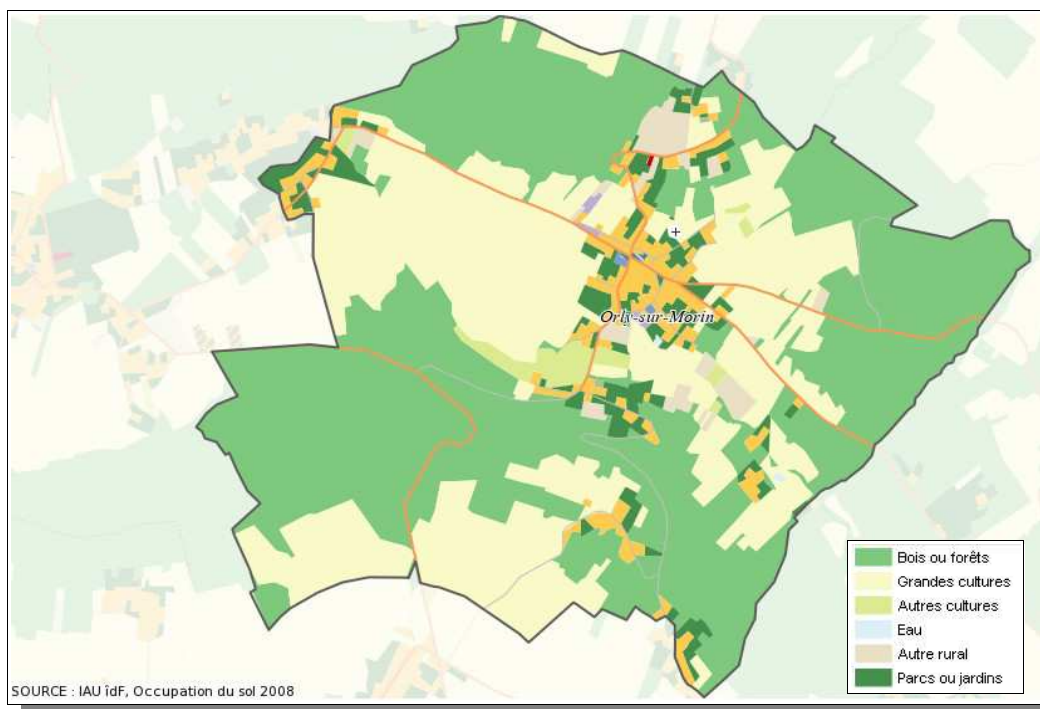 Orly-sur-Morin
Bois ou forêts
Grandes cultures
Autres cultures
Eau
Autre rural
Parcs ou jardins
SOURCE : IAU îdF, Occupation du sol 2008